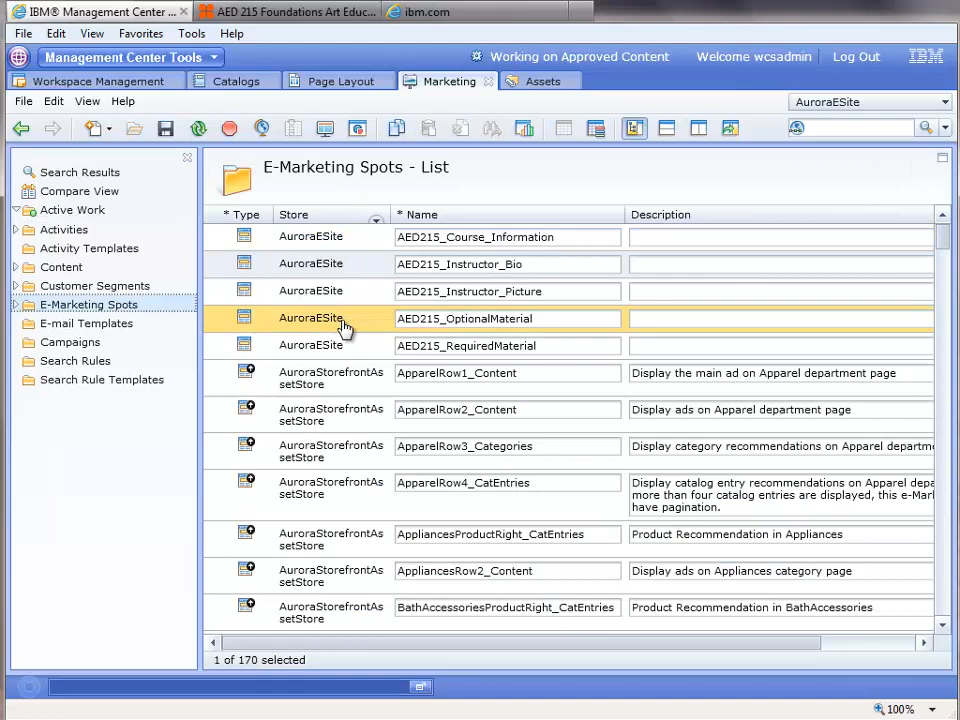 IBM® Management Center ... × AED 215 Foundations Art Educ... ibm.com
File Edit View Favorites Tools Help
Management Center Tools Working on Approved Content Welcome wcsadmin Log Out IBM
Workspace Management Catalogs Page Layout Marketing Assets
File Edit View Help AuroraESite
Search Results
Compare View
Active Work
Activities
Activity Templates
Content
Customer Segments
E-Marketing Spots
E-mail Templates
Campaigns
Search Rules
Search Rule Templates
E-Marketing Spots - List
* Type Store * Name Description
AuroraESite AED215_Course_Information
AuroraESite AED215_Instructor_Bio
AuroraESite AED215_Instructor_Picture
AuroraESite AED215_OptionalMaterial
AuroraESite AED215_RequiredMaterial
AuroraStorefrontAs
setStore ApparelRow1_Content Display the main ad on Apparel department page
AuroraStorefrontAs
setStore ApparelRow2_Content Display ads on Apparel department page
AuroraStorefrontAs
setStore ApparelRow3_Categories Display category recommendations on Apparel departm
AuroraStorefrontAs
setStore ApparelRow4_CatEntries Display catalog entry recommendations on Apparel depa
more than four catalog entries are displayed, this e-Mark
have pagination.
AuroraStorefrontAs
setStore AppliancesProductRight_CatEntries Product Recommendation in Appliances
AuroraStorefrontAs
setStore AppliancesRow2_Content Display ads on Appliances category page
AuroraStorefrontAs
setStore BathAccessoriesProductRight_CatEntries Product Recommendation in BathAccessories
1 of 170 selected
100%